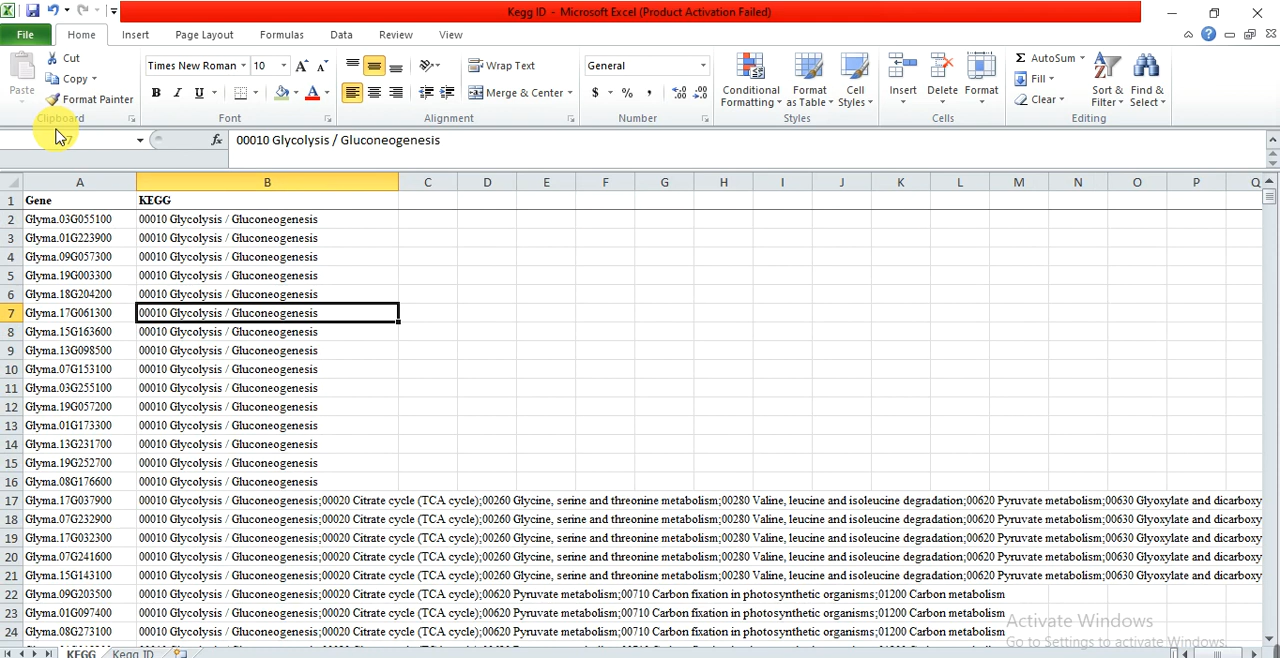 Kegg ID - Microsoft Excel (Product Activation Failed)
File Home Insert Page Layout Formulas Data Review View
Paste Cut Copy Format Painter Clipboard
Times New Roman 10 B I U A A A Font
Wrap Text Merge & Center Alignment
General $ % , Number
Conditional Formatting Format as Table Cell Styles Styles
Insert Delete Format Cells
Σ AutoSum Fill Clear Sort & Filter Find & Select Editing
fx 00010 Glycolysis / Gluconeogenesis
A B C D E F G H I J K L M N O P Q
1 Gene KEGG
2 Glyma.03G055100 00010 Glycolysis / Gluconeogenesis
3 Glyma.01G223900 00010 Glycolysis / Gluconeogenesis
4 Glyma.09G057300 00010 Glycolysis / Gluconeogenesis
5 Glyma.19G003300 00010 Glycolysis / Gluconeogenesis
6 Glyma.18G204200 00010 Glycolysis / Gluconeogenesis
7 Glyma.17G061300 00010 Glycolysis / Gluconeogenesis
8 Glyma.15G163600 00010 Glycolysis / Gluconeogenesis
9 Glyma.13G098500 00010 Glycolysis / Gluconeogenesis
10 Glyma.07G153100 00010 Glycolysis / Gluconeogenesis
11 Glyma.03G255100 00010 Glycolysis / Gluconeogenesis
12 Glyma.19G057200 00010 Glycolysis / Gluconeogenesis
13 Glyma.01G173300 00010 Glycolysis / Gluconeogenesis
14 Glyma.13G231700 00010 Glycolysis / Gluconeogenesis
15 Glyma.19G252700 00010 Glycolysis / Gluconeogenesis
16 Glyma.08G176600 00010 Glycolysis / Gluconeogenesis
17 Glyma.17G037900 00010 Glycolysis / Gluconeogenesis;00020 Citrate cycle (TCA cycle);00260 Glycine, serine and threonine metabolism;00280 Valine, leucine and isoleucine degradation;00620 Pyruvate metabolism;00630 Glyoxylate and dicarboxy
18 Glyma.07G232900 00010 Glycolysis / Gluconeogenesis;00020 Citrate cycle (TCA cycle);00260 Glycine, serine and threonine metabolism;00280 Valine, leucine and isoleucine degradation;00620 Pyruvate metabolism;00630 Glyoxylate and dicarboxy
19 Glyma.17G032300 00010 Glycolysis / Gluconeogenesis;00020 Citrate cycle (TCA cycle);00260 Glycine, serine and threonine metabolism;00280 Valine, leucine and isoleucine degradation;00620 Pyruvate metabolism;00630 Glyoxylate and dicarboxy
20 Glyma.07G241600 00010 Glycolysis / Gluconeogenesis;00020 Citrate cycle (TCA cycle);00260 Glycine, serine and threonine metabolism;00280 Valine, leucine and isoleucine degradation;00620 Pyruvate metabolism;00630 Glyoxylate and dicarboxy
21 Glyma.15G143100 00010 Glycolysis / Gluconeogenesis;00020 Citrate cycle (TCA cycle);00260 Glycine, serine and threonine metabolism;00280 Valine, leucine and isoleucine degradation;00620 Pyruvate metabolism;00630 Glyoxylate and dicarboxy
22 Glyma.09G203500 00010 Glycolysis / Gluconeogenesis;00020 Citrate cycle (TCA cycle);00620 Pyruvate metabolism;00710 Carbon fixation in photosynthetic organisms;01200 Carbon metabolism
23 Glyma.01G097400 00010 Glycolysis / Gluconeogenesis;00020 Citrate cycle (TCA cycle);00620 Pyruvate metabolism;00710 Carbon fixation in photosynthetic organisms;01200 Carbon metabolism
24 Glyma.08G273100 00010 Glycolysis / Gluconeogenesis;00020 Citrate cycle (TCA cycle);00620 Pyruvate metabolism;00710 Carbon fixation in photosynthetic organisms;01200 Carbon metabolism
Activate Windows
Go to Settings to activate Windows.
KEGG Kegg ID